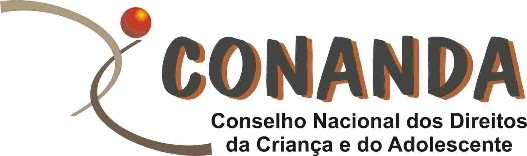 CONANDA
Conselho Nacional dos Direitos
da Criança e do Adolescente